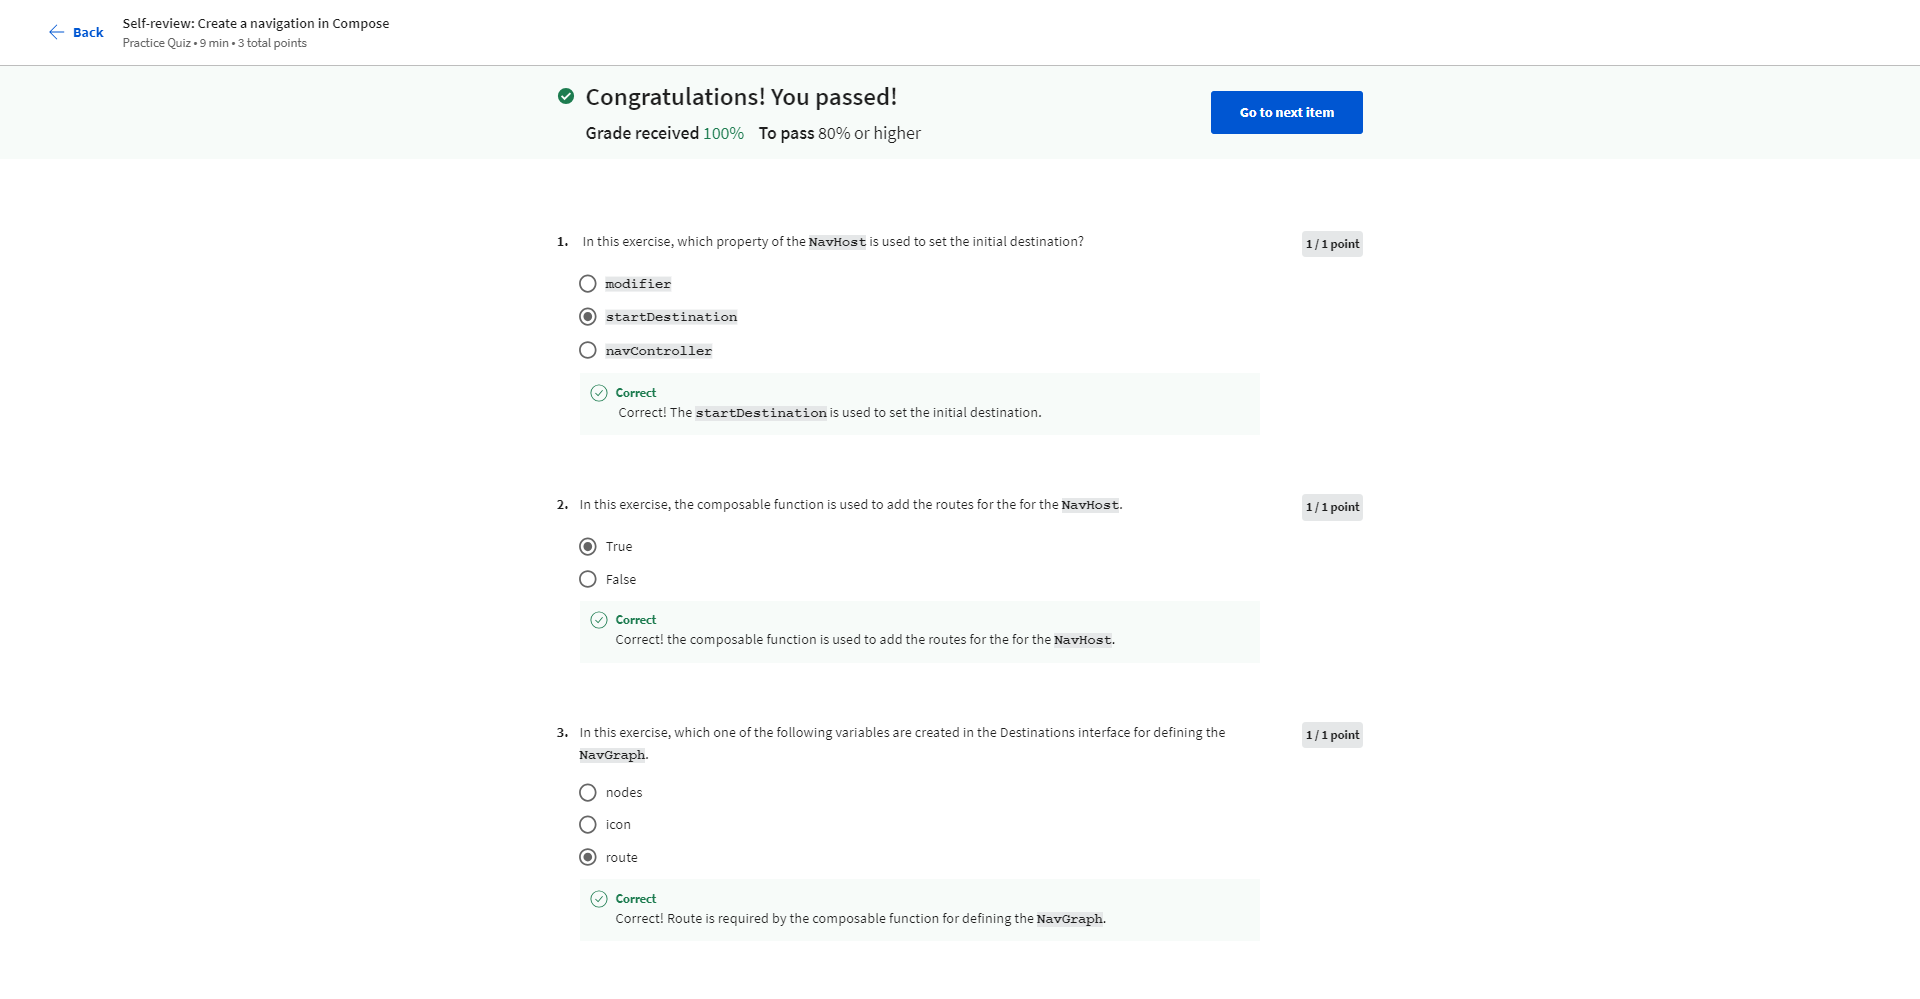 Back
Self-review: Create a navigation in Compose
Practice Quiz • 9 min • 3 total points
Congratulations! You passed!
Grade received 100% To pass 80% or higher
Go to next item
1. In this exercise, which property of the NavHost is used to set the initial destination?
1 / 1 point
modifier
startDestination
navController
Correct
Correct! The startDestination is used to set the initial destination.
2. In this exercise, the composable function is used to add the routes for the for the NavHost.
1 / 1 point
True
False
Correct
Correct! the composable function is used to add the routes for the for the NavHost.
3. In this exercise, which one of the following variables are created in the Destinations interface for defining the
NavGraph.
1 / 1 point
nodes
icon
route
Correct
Correct! Route is required by the composable function for defining the NavGraph.